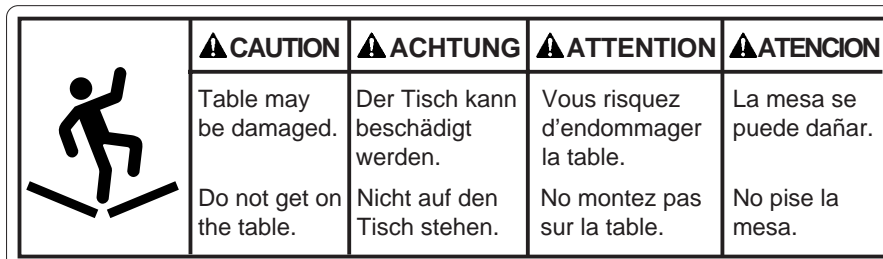 CAUTION
Table may
be damaged.
Do not get on
the table.
ACHTUNG
Der Tisch kann
beschädigt
werden.
Nicht auf den
Tisch stehen.
ATTENTION
Vous risquez
d'endommager
la table.
No montez pas
sur la table.
ATENCION
La mesa se
puede dañar.
No pise la
mesa.